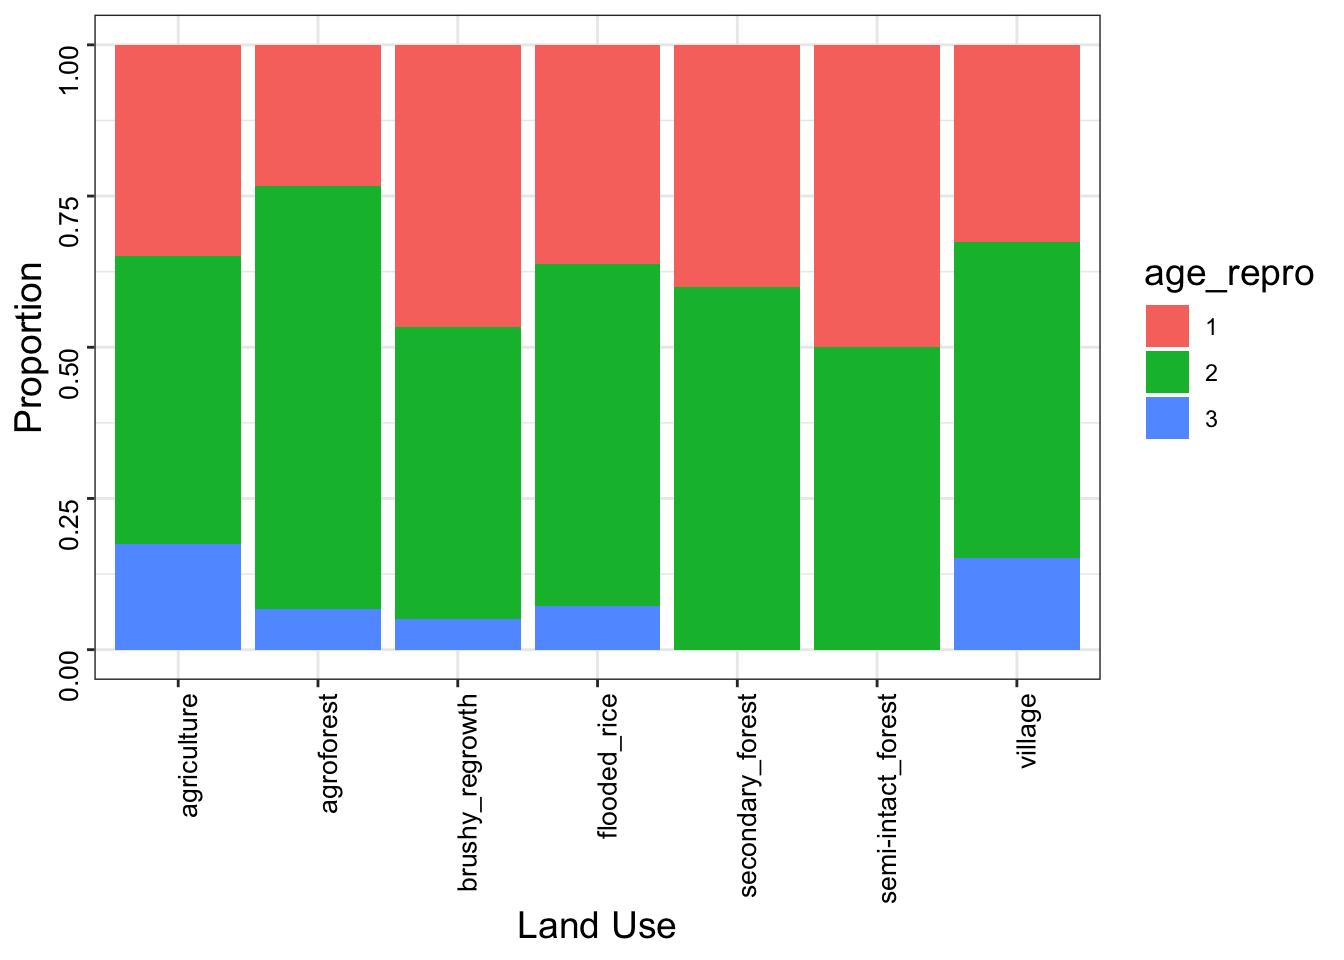 Proportion
1.00
0.75
0.50
0.25
0.00
agriculture
agroforest
brushy_regrowth
flooded_rice
secondary_forest
semi-intact_forest
village
Land Use
age_repro
1
2
3